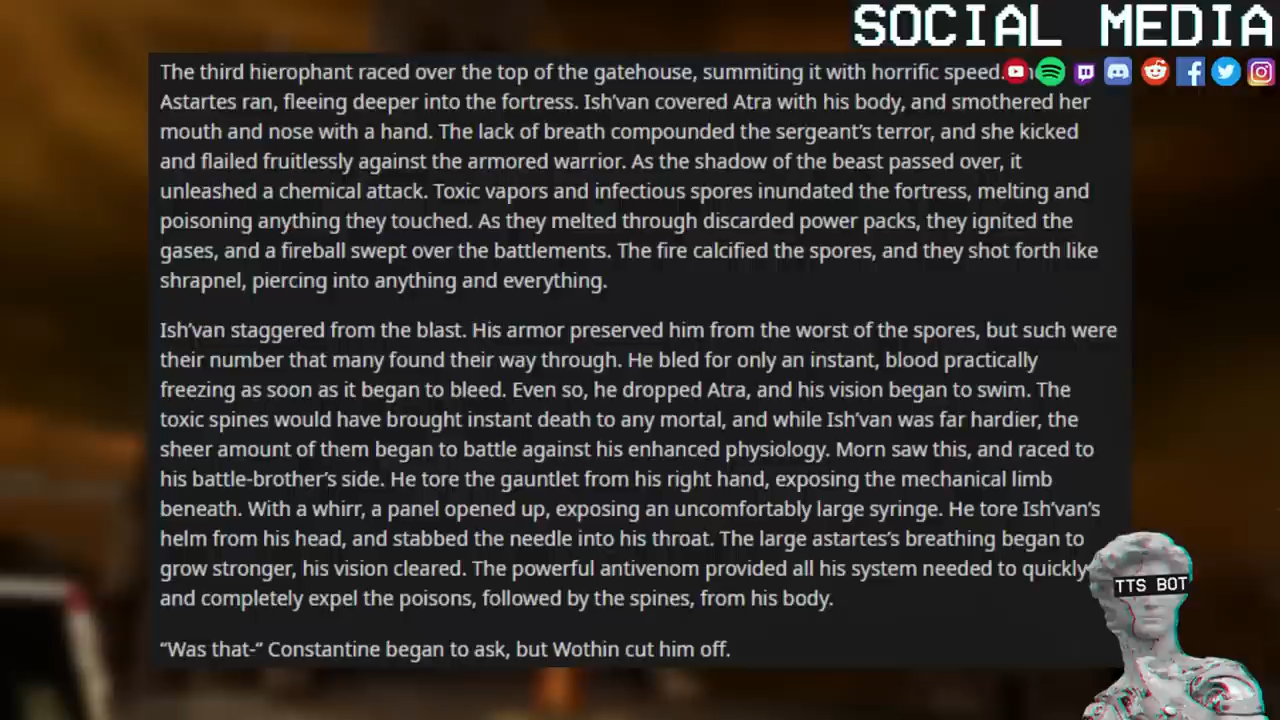 SOCIAL MEDIA
The third hierophant raced over the top of the gatehouse, summiting it with horrific speed.
Astartes ran, fleeing deeper into the fortress. Ish’van covered Atra with his body, and smothered her
mouth and nose with a hand. The lack of breath compounded the sergeant’s terror, and she kicked
and flailed fruitlessly against the armored warrior. As the shadow of the beast passed over, it
unleashed a chemical attack. Toxic vapors and infectious spores inundated the fortress, melting and
poisoning anything they touched. As they melted through discarded power packs, they ignited the
gases, and a fireball swept over the battlements. The fire calcified the spores, and they shot forth like
shrapnel, piercing into anything and everything.
Ish’van staggered from the blast. His armor preserved him from the worst of the spores, but such were
their number that many found their way through. He bled for only an instant, blood practically
freezing as soon as it began to bleed. Even so, he dropped Atra, and his vision began to swim. The
toxic spines would have brought instant death to any mortal, and while Ish’van was far hardier, the
sheer amount of them began to battle against his enhanced physiology. Morn saw this, and raced to
his battle-brother’s side. He tore the gauntlet from his right hand, exposing the mechanical limb
beneath. With a whirr, a panel opened up, exposing an uncomfortably large syringe. He tore Ish’van’s
helm from his head, and stabbed the needle into his throat. The large astartes’s breathing began to
grow stronger, his vision cleared. The powerful antivenom provided all his system needed to quickly
and completely expel the poisons, followed by the spines, from his body.
“Was that-“ Constantine began to ask, but Wothin cut him off.
TTS BOT